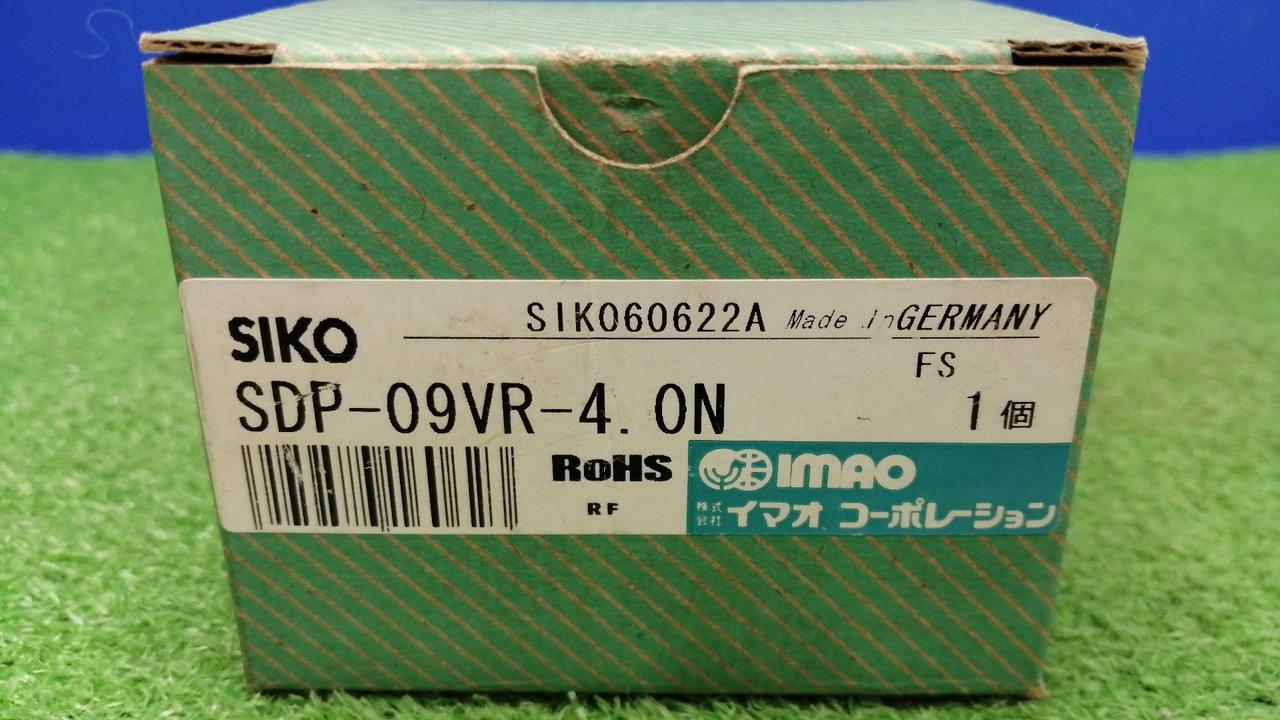 SIKO SIK060622A Made in GERMANY
FS
SDP-09VR-4.0N 1個
RoHS IMAO
RF 株式会社 イマオ コーポレーション